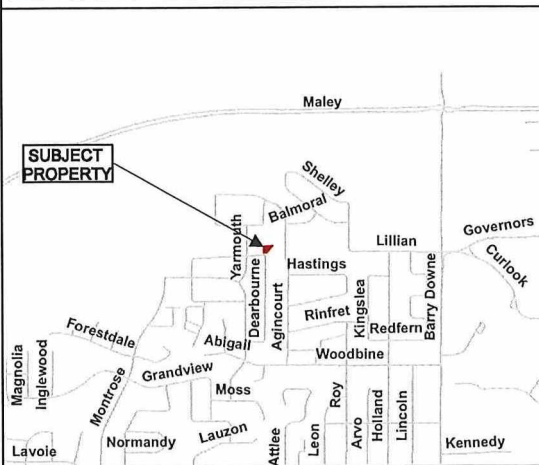 Maley
SUBJECT
PROPERTY
Shelley
Balmoral
Yarmouth
Governors
Lillian
Curlook
Hastings
Dearbourne
Agincourt
Kingslea
Barry Downe
Rinfret
Redfern
Forestdale
Abigail
Woodbine
Magnolia
Inglewood
Montrose
Grandview
Moss
Roy
Holland
Lincoln
Arvo
Leon
Attlee
Lauzon
Normandy
Kennedy
Lavoie